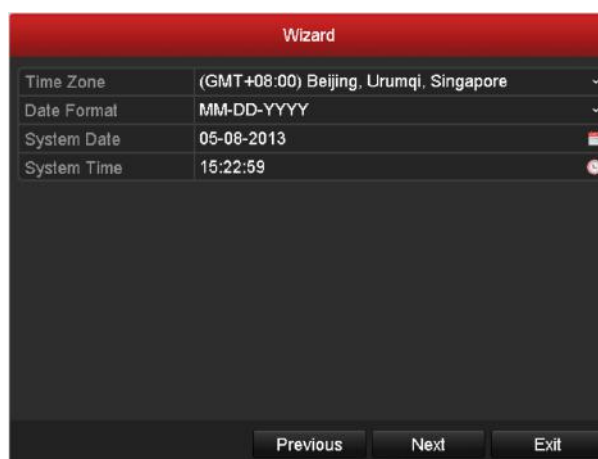 Wizard
Time Zone (GMT+08:00) Beijing, Urumqi, Singapore
Date Format MM-DD-YYYY
System Date 05-08-2013
System Time 15:22:59
Previous Next Exit